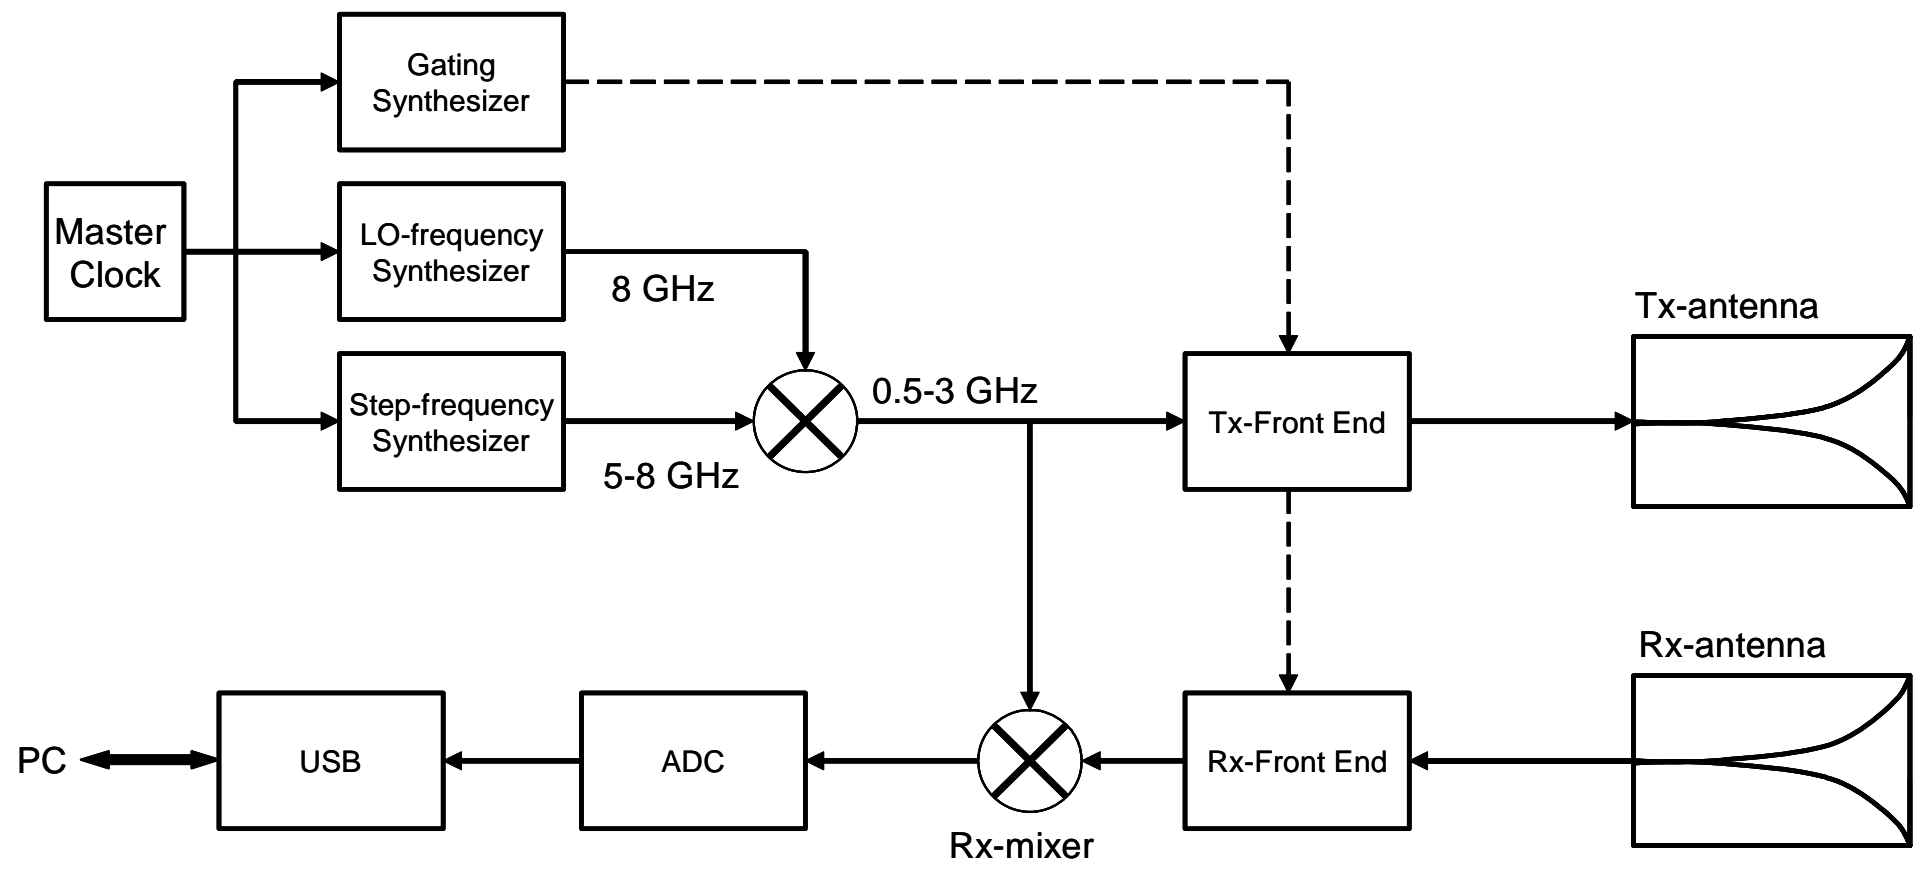 Gating
Synthesizer
Master
Clock
LO-frequency
Synthesizer
8 GHz
Step-frequency
Synthesizer
5-8 GHz
0.5-3 GHz
Tx-Front End
Tx-antenna
Rx-antenna
PC
USB
ADC
Rx-mixer
Rx-Front End